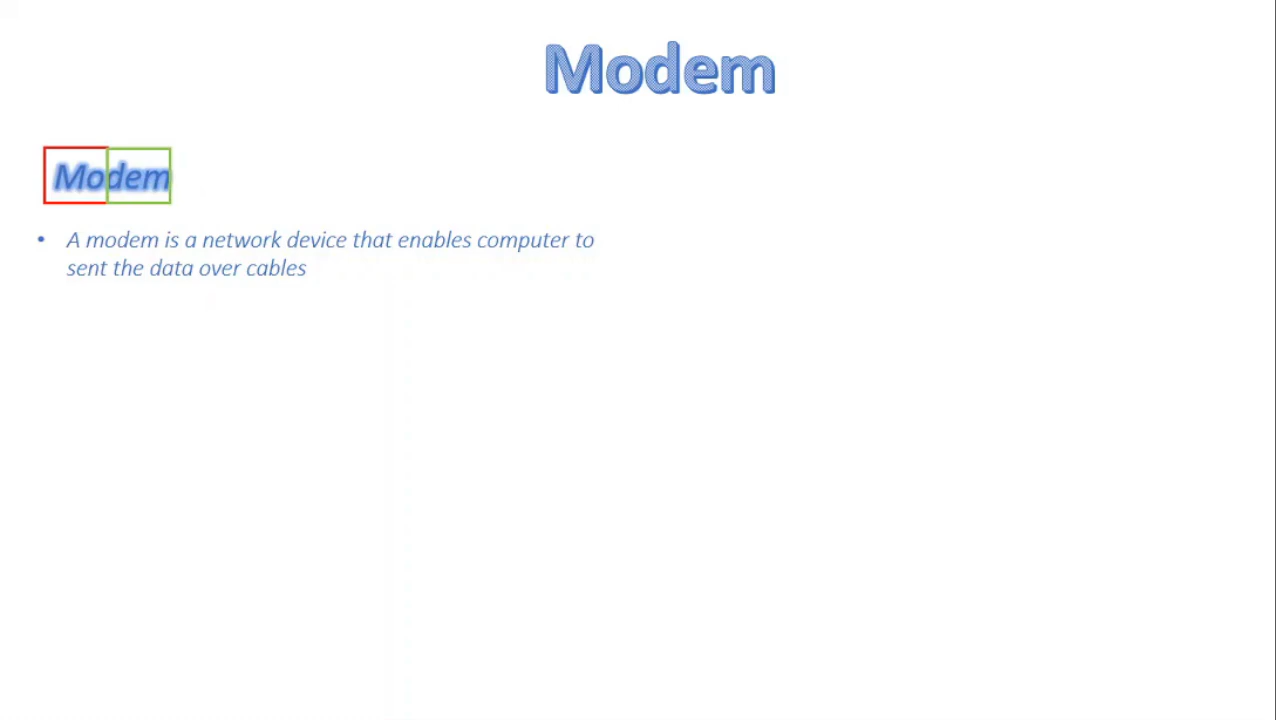 Modem
Modem
• A modem is a network device that enables computer to
sent the data over cables